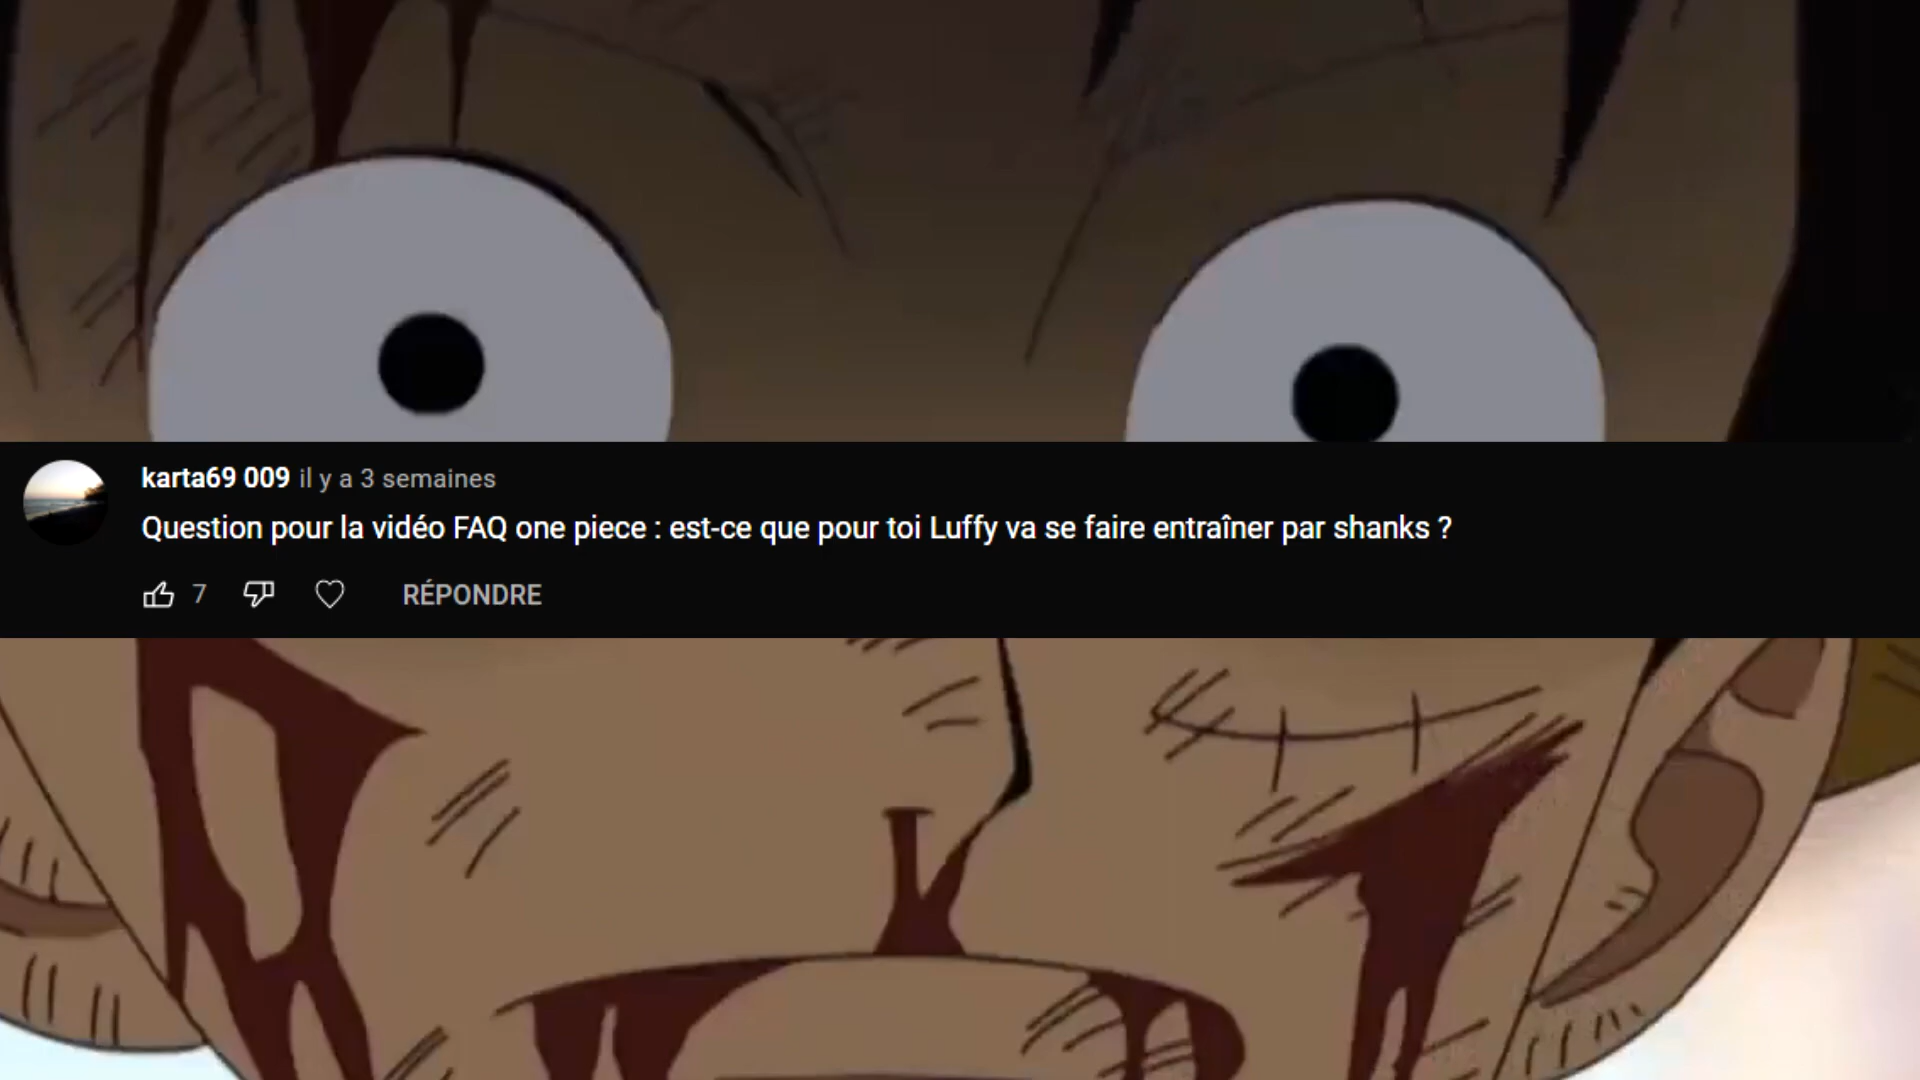 karta69 009 il y a 3 semaines
Question pour la vidéo FAQ one piece : est-ce que pour toi Luffy va se faire entraîner par shanks ?
7 RÉPONDRE